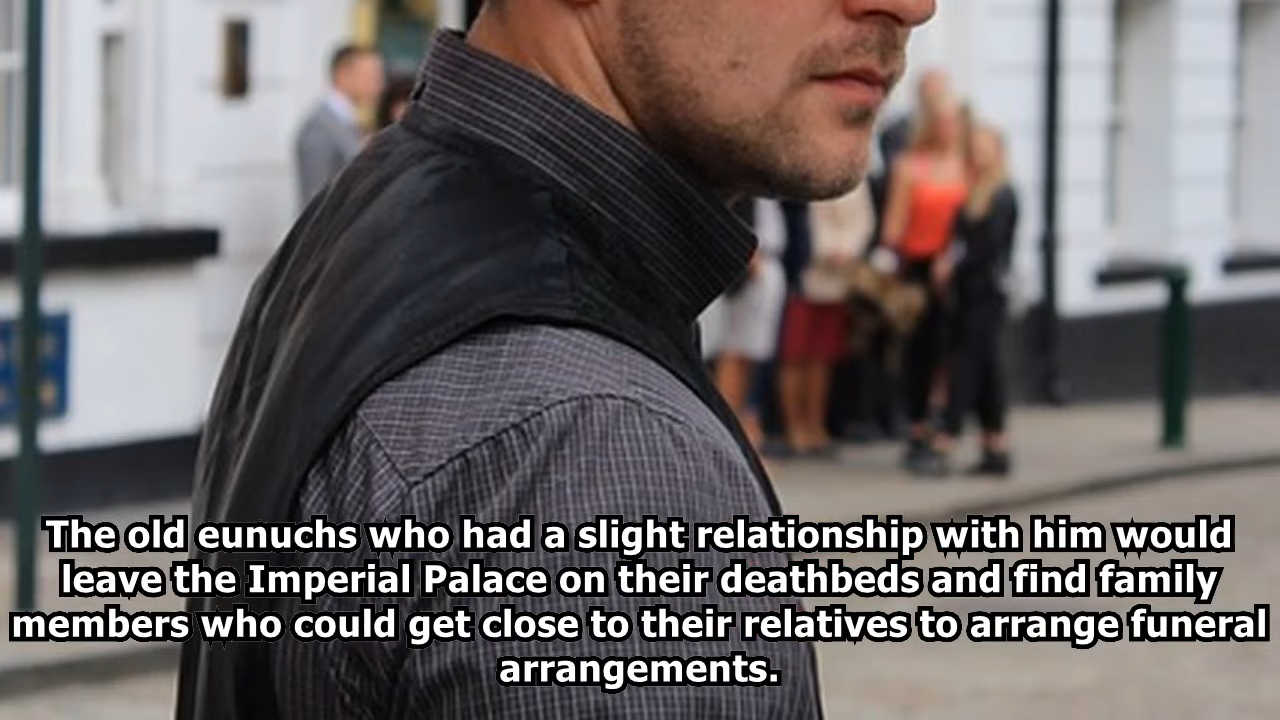 The old eunuchs who had a slight relationship with him would
leave the Imperial Palace on their deathbeds and find family
members who could get close to their relatives to arrange funeral
arrangements.